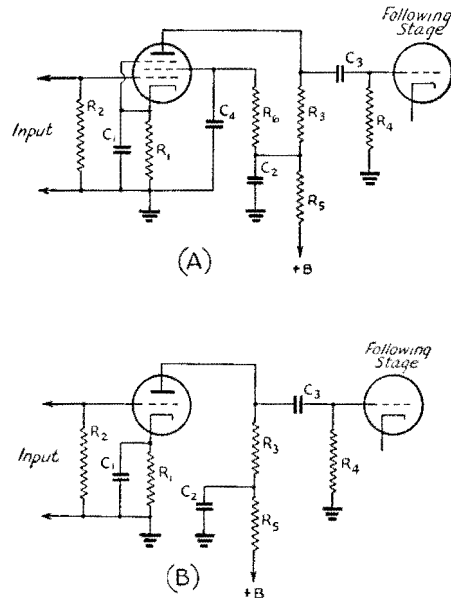 Following
Stage
C3
R2
Input
C1
R1
C4
R6
R3
R4
C2
R5
(A)
+B
Following
Stage
C3
R2
Input
C1
R1
R3
R4
C2
R5
(B)
+B